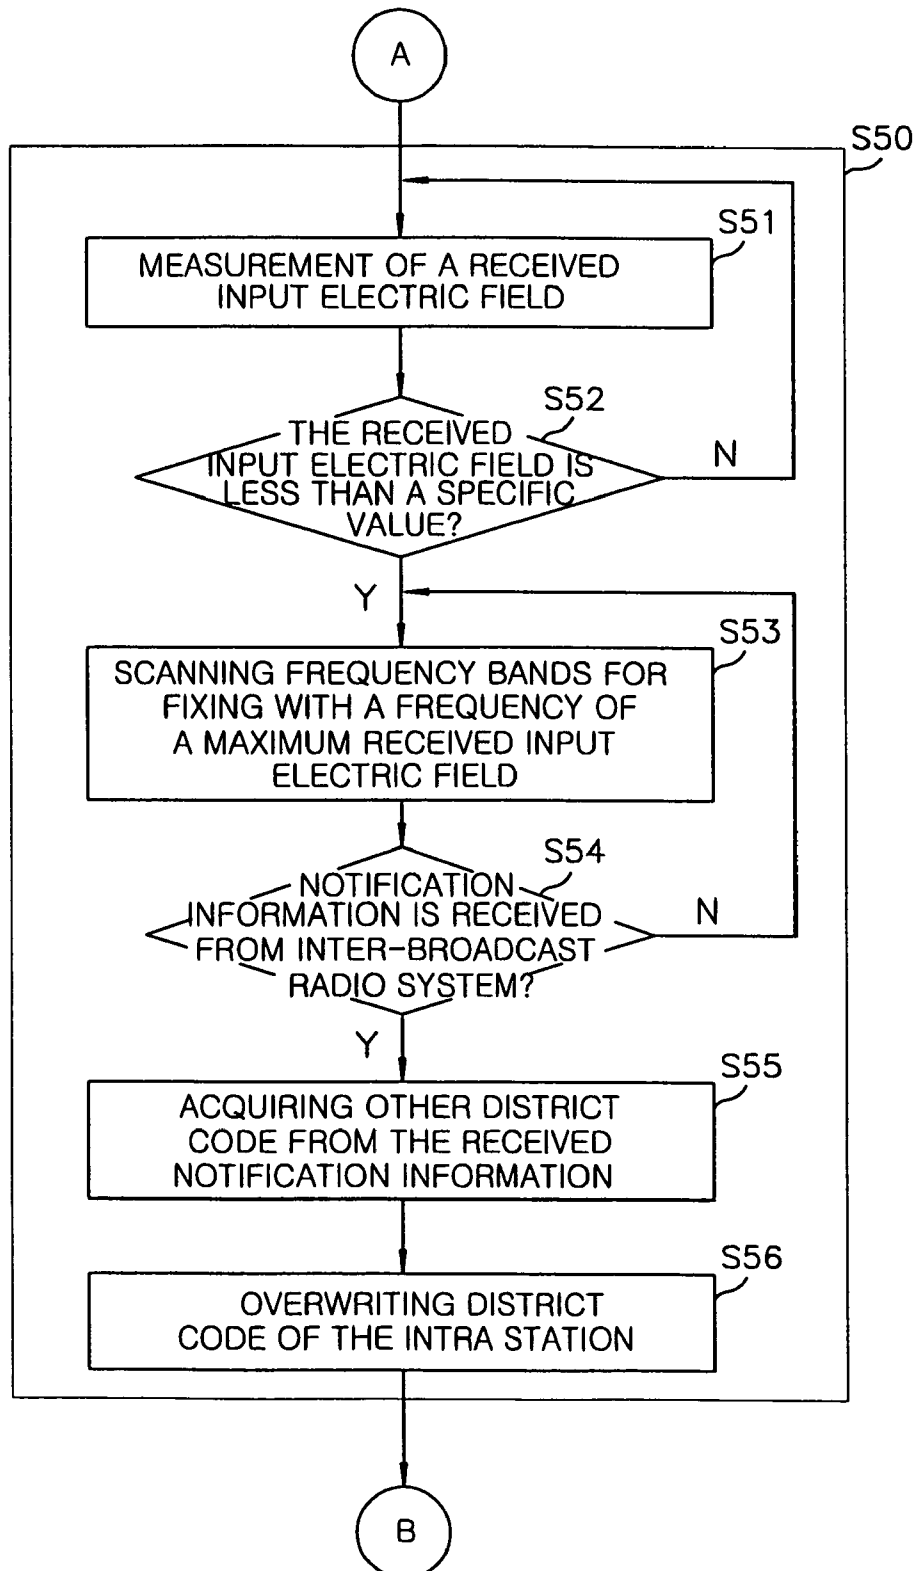 A
S50
S51
MEASUREMENT OF A RECEIVED
INPUT ELECTRIC FIELD
S52
THE RECEIVED
INPUT ELECTRIC FIELD IS
LESS THAN A SPECIFIC
VALUE?
N
Y
S53
SCANNING FREQUENCY BANDS FOR
FIXING WITH A FREQUENCY OF
A MAXIMUM RECEIVED INPUT
ELECTRIC FIELD
S54
NOTIFICATION
INFORMATION IS RECEIVED
FROM INTER-BROADCAST
RADIO SYSTEM?
N
Y
S55
ACQUIRING OTHER DISTRICT
CODE FROM THE RECEIVED
NOTIFICATION INFORMATION
S56
OVERWRITING DISTRICT
CODE OF THE INTRA STATION
B